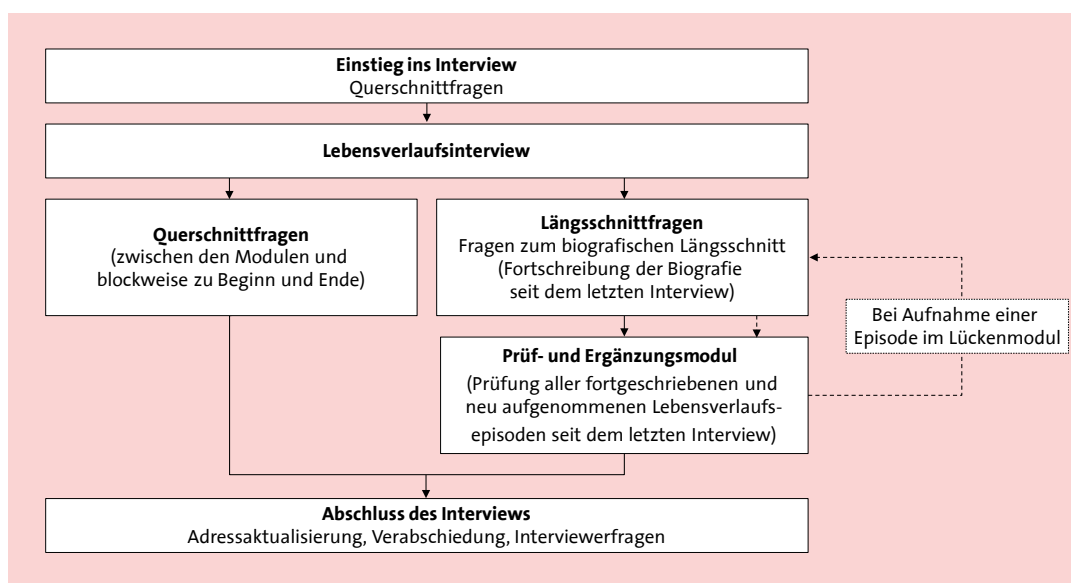 Einstieg ins Interview
Querschnittfragen
Lebensverlaufsinterview
Querschnittfragen
(zwischen den Modulen und
blockweise zu Beginn und Ende)
Längsschnittfragen
Fragen zum biografischen Längsschnitt
(Fortschreibung der Biografie
seit dem letzten Interview)
Bei Aufnahme einer
Episode im Lückenmodul
Prüf- und Ergänzungsmodul
(Prüfung aller fortgeschriebenen und
neu aufgenommenen Lebensverlaufs-
episoden seit dem letzten Interview)
Abschluss des Interviews
Adressaktualisierung, Verabschiedung, Interviewerfragen